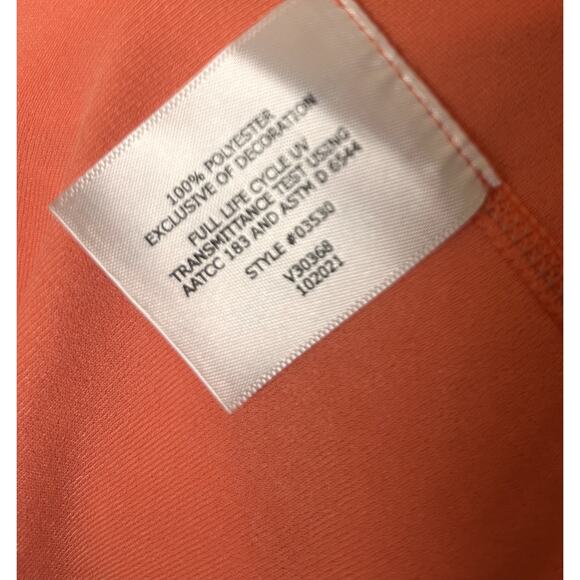 100% POLYESTER
EXCLUSIVE OF DECORATION
FULL LIFE CYCLE UV
TRANSMITTANCE TEST USING
AATCC 183 AND ASTM D 6544
STYLE #03530
V30368
102021